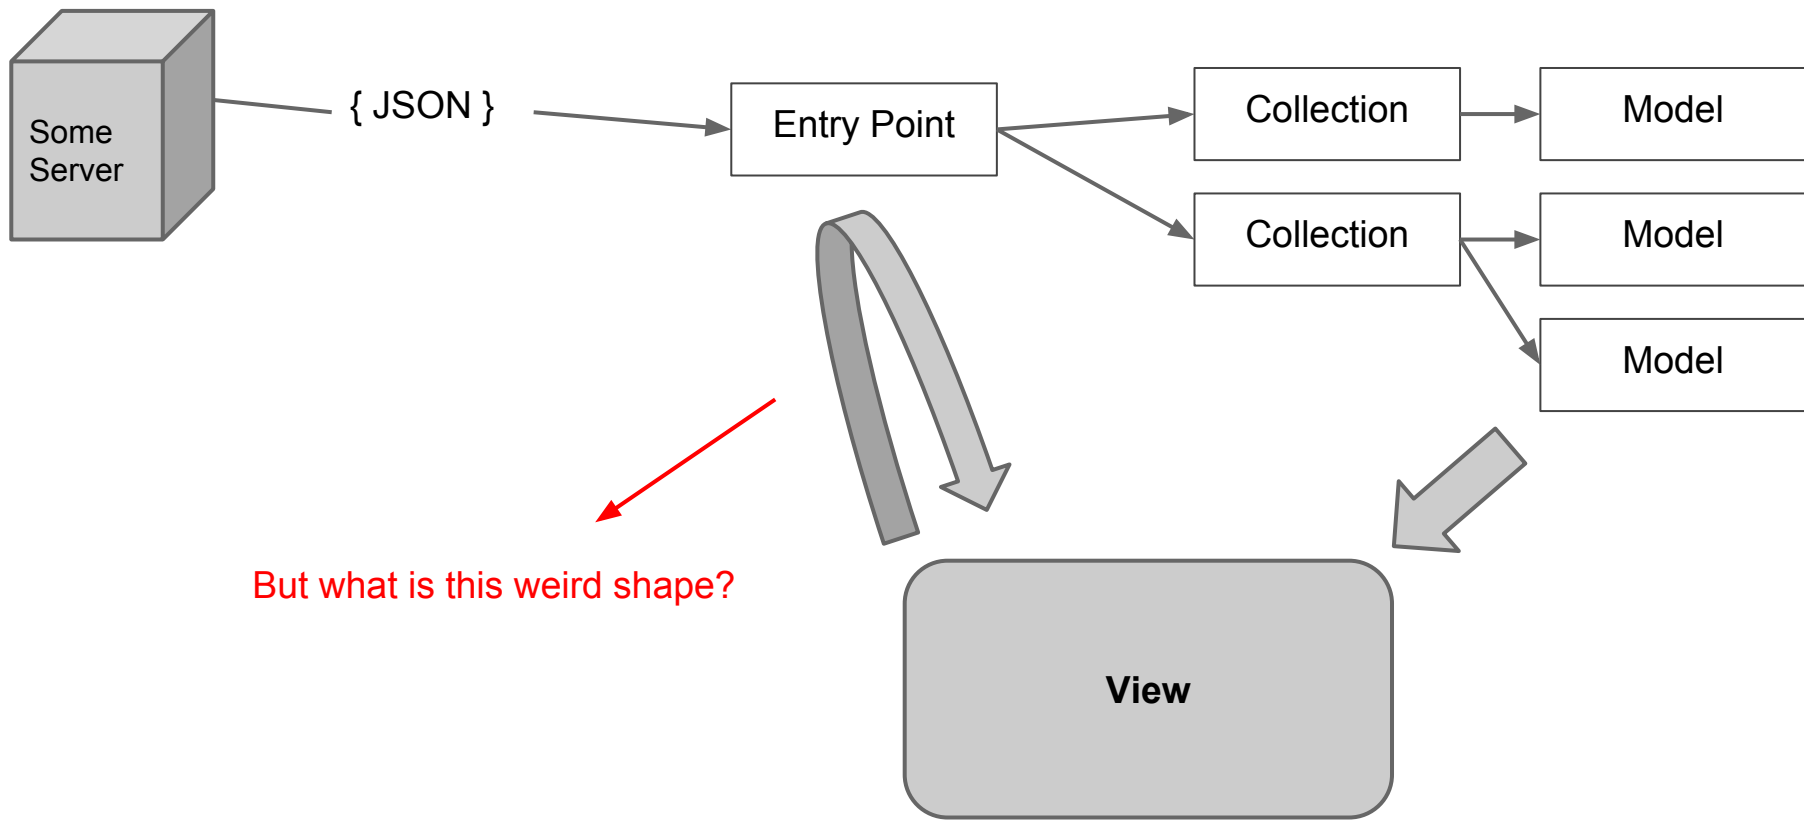 Some
Server
{ JSON }
Entry Point
Collection
Model
Collection
Model
Model
But what is this weird shape?
View